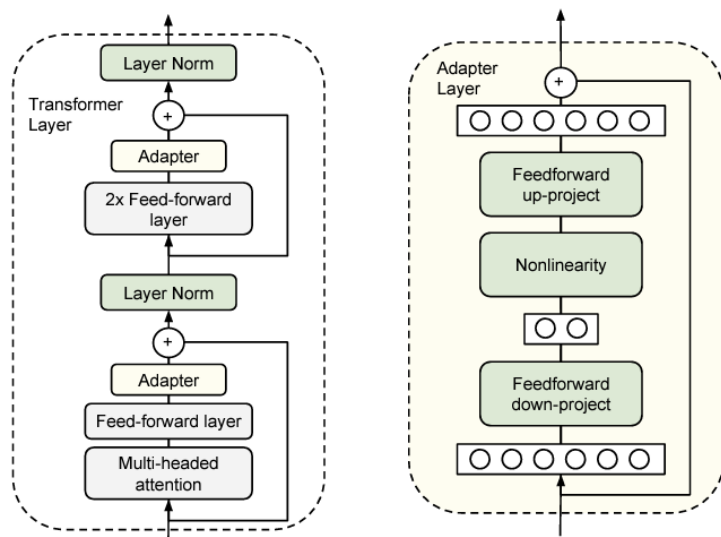 Layer Norm
Transformer
Layer
+
Adapter
2x Feed-forward
layer
Layer Norm
+
Adapter
Feed-forward layer
Multi-headed
attention
Adapter
Layer
+
Feedforward
up-project
Nonlinearity
Feedforward
down-project